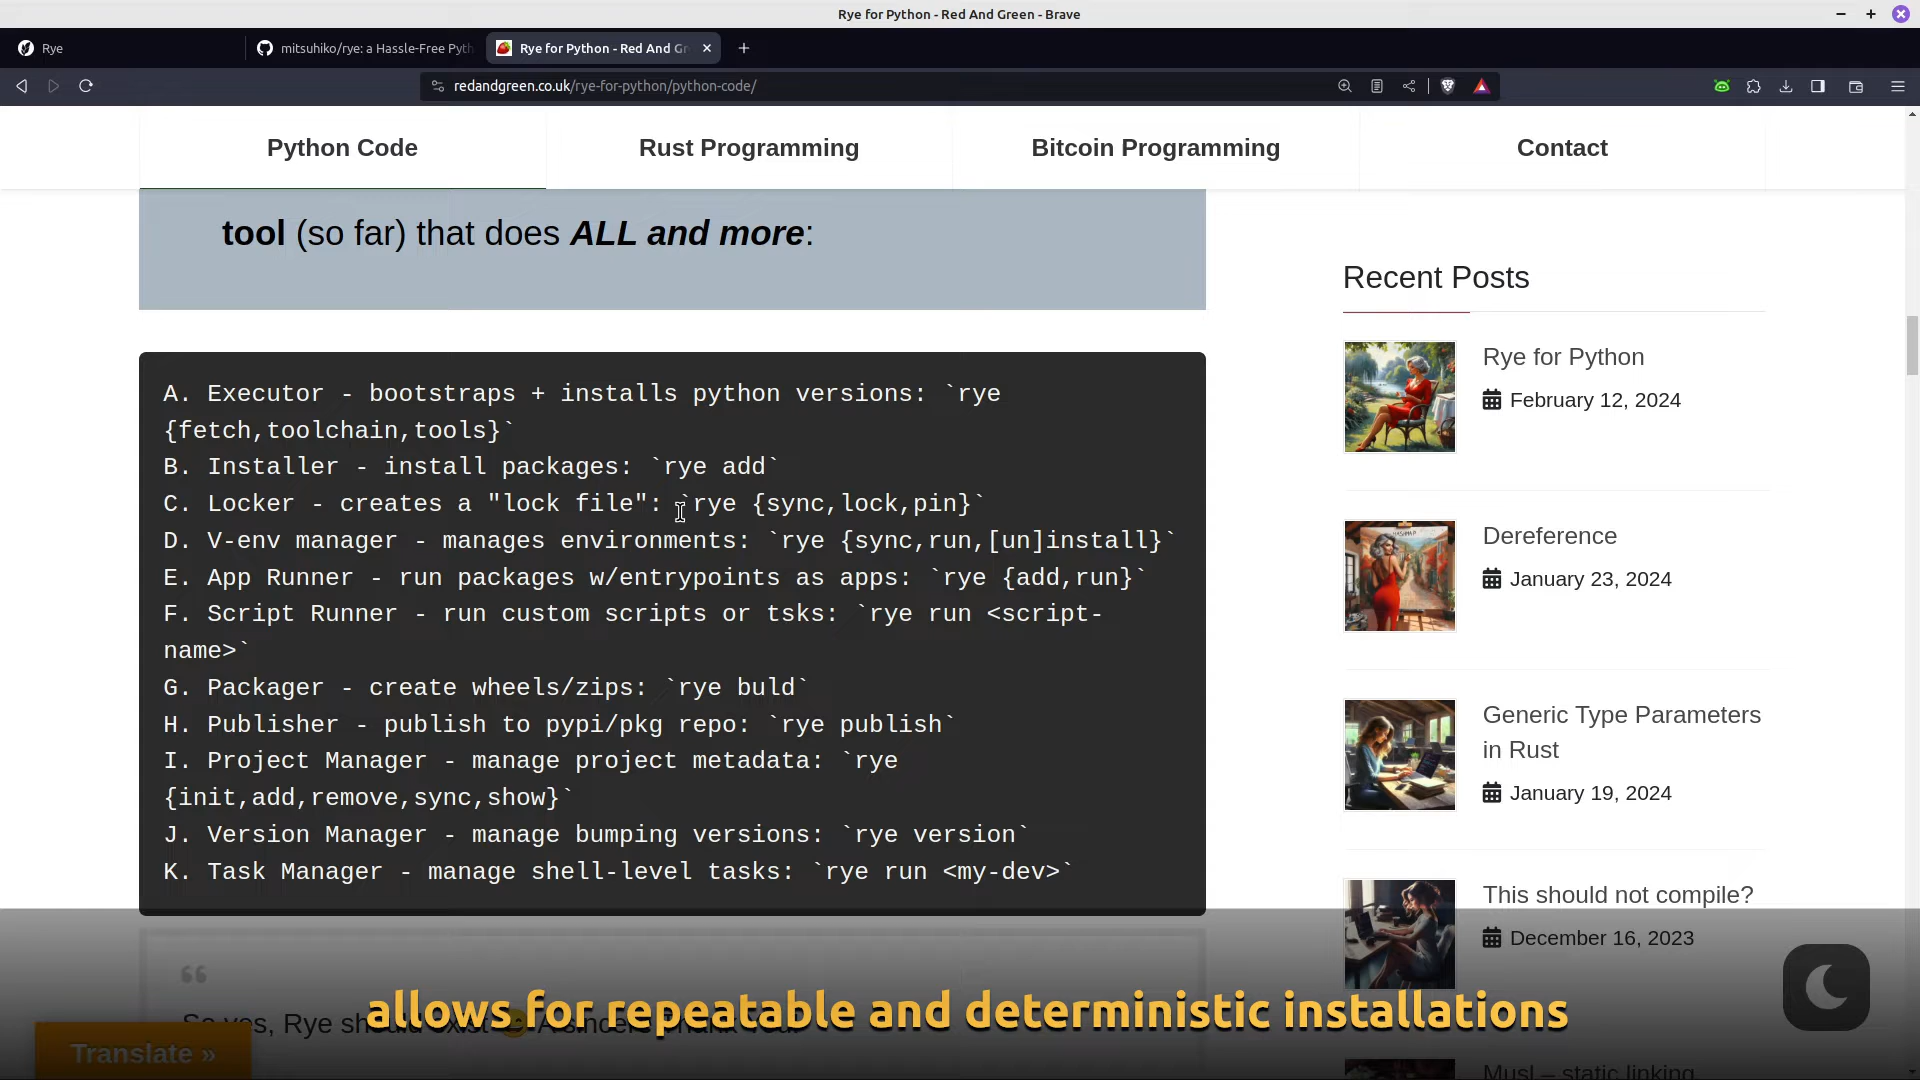 Rye for Python - Red And Green - Brave
Rye
mitsuhiko/rye: a Hassle-Free Pyth
Rye for Python - Red And Gr
redandgreen.co.uk/rye-for-python/python-code/
Python Code
Rust Programming
Bitcoin Programming
Contact
tool (so far) that does ALL and more:
A. Executor - bootstraps + installs python versions: `rye
{fetch,toolchain,tools}`
B. Installer - install packages: `rye add`
C. Locker - creates a "lock file": `rye {sync,lock,pin}`
D. V-env manager - manages environments: `rye {sync,run,[un]install}`
E. App Runner - run packages w/entrypoints as apps: `rye {add,run}`
F. Script Runner - run custom scripts or tsks: `rye run <script-
name>`
G. Packager - create wheels/zips: `rye buld`
H. Publisher - publish to pypi/pkg repo: `rye publish`
I. Project Manager - manage project metadata: `rye
{init,add,remove,sync,show}`
J. Version Manager - manage bumping versions: `rye version`
K. Task Manager - manage shell-level tasks: `rye run <my-dev>`
Recent Posts
Rye for Python
February 12, 2024
Dereference
January 23, 2024
Generic Type Parameters
in Rust
January 19, 2024
This should not compile?
December 16, 2023
Musl – static linking
“
So yes, Rye should exist
allows for repeatable and deterministic installations
Translate »